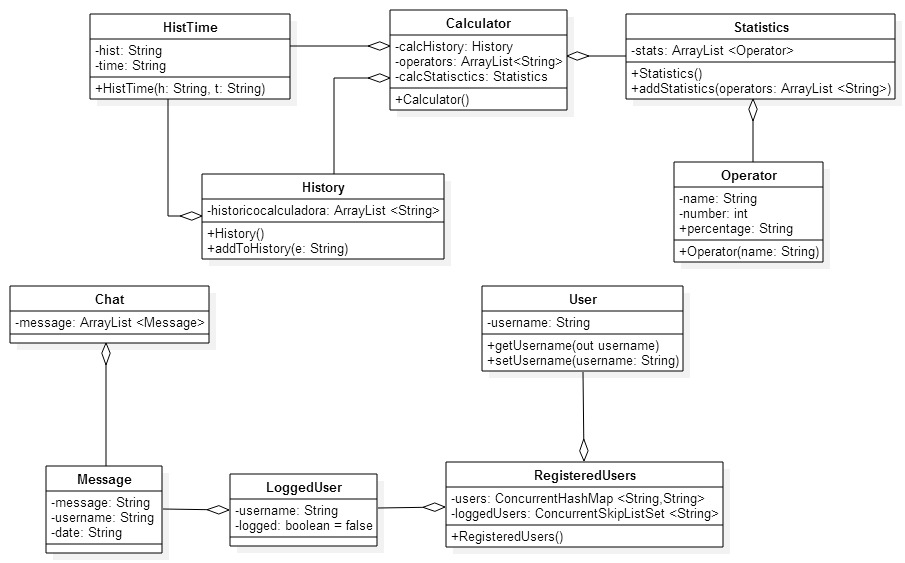 HistTime
-hist: String
-time: String
+HistTime(h: String, t: String)
Calculator
-calcHistory: History
-operators: ArrayList<String>
-calcStatisctics: Statistics
+Calculator()
Statistics
-stats: ArrayList <Operator>
+Statistics()
+addStatistics(operators: ArrayList <String>)
History
-historicocalculadora: ArrayList <String>
+History()
+addToHistory(e: String)
Operator
-name: String
-number: int
+percentage: String
+Operator(name: String)
Chat
-message: ArrayList <Message>
User
-username: String
+getUsername(out username)
+setUsername(username: String)
Message
-message: String
-username: String
-date: String
LoggedUser
-username: String
-logged: boolean = false
RegisteredUsers
-users: ConcurrentHashMap <String,String>
-loggedUsers: ConcurrentSkipListSet <String>
+RegisteredUsers()